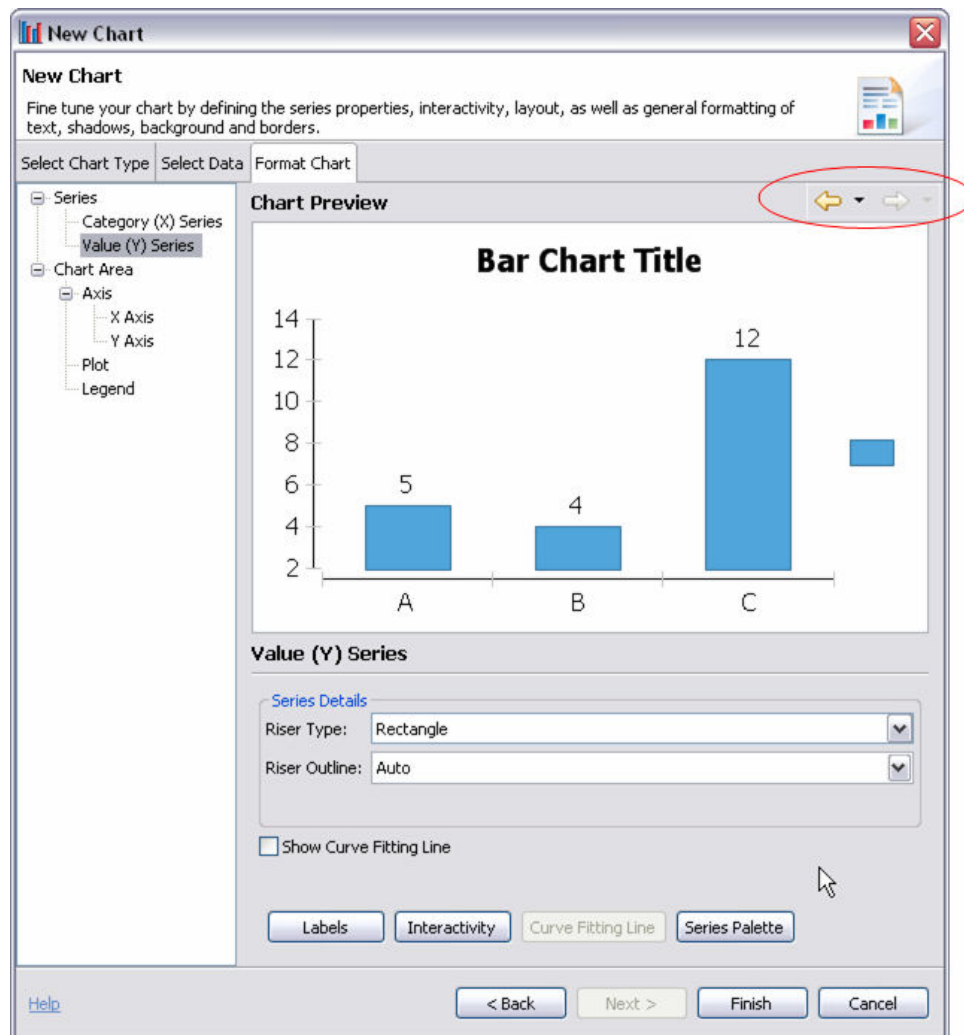 New Chart
New Chart
Fine tune your chart by defining the series properties, interactivity, layout, as well as general formatting of
text, shadows, background and borders.
Select Chart Type Select Data Format Chart
Series
Category (X) Series
Value (Y) Series
Chart Area
Axis
X Axis
Y Axis
Plot
Legend
Chart Preview
Bar Chart Title
14
12
10
8
6
4
2
5
4
12
A B C
Value (Y) Series
Series Details
Riser Type: Rectangle
Riser Outline: Auto
Show Curve Fitting Line
Labels Interactivity Curve Fitting Line Series Palette
Help < Back Next > Finish Cancel